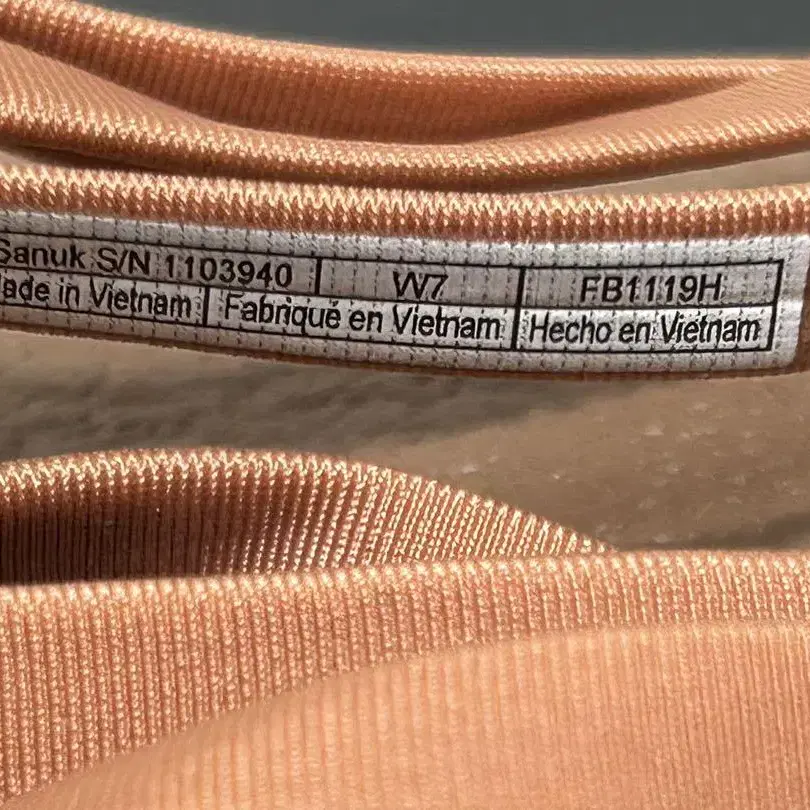 Sanuk S/N 1103940 W7 FB1119H
ade in Vietnam Fabriqué en Vietnam Hecho en Vietnam